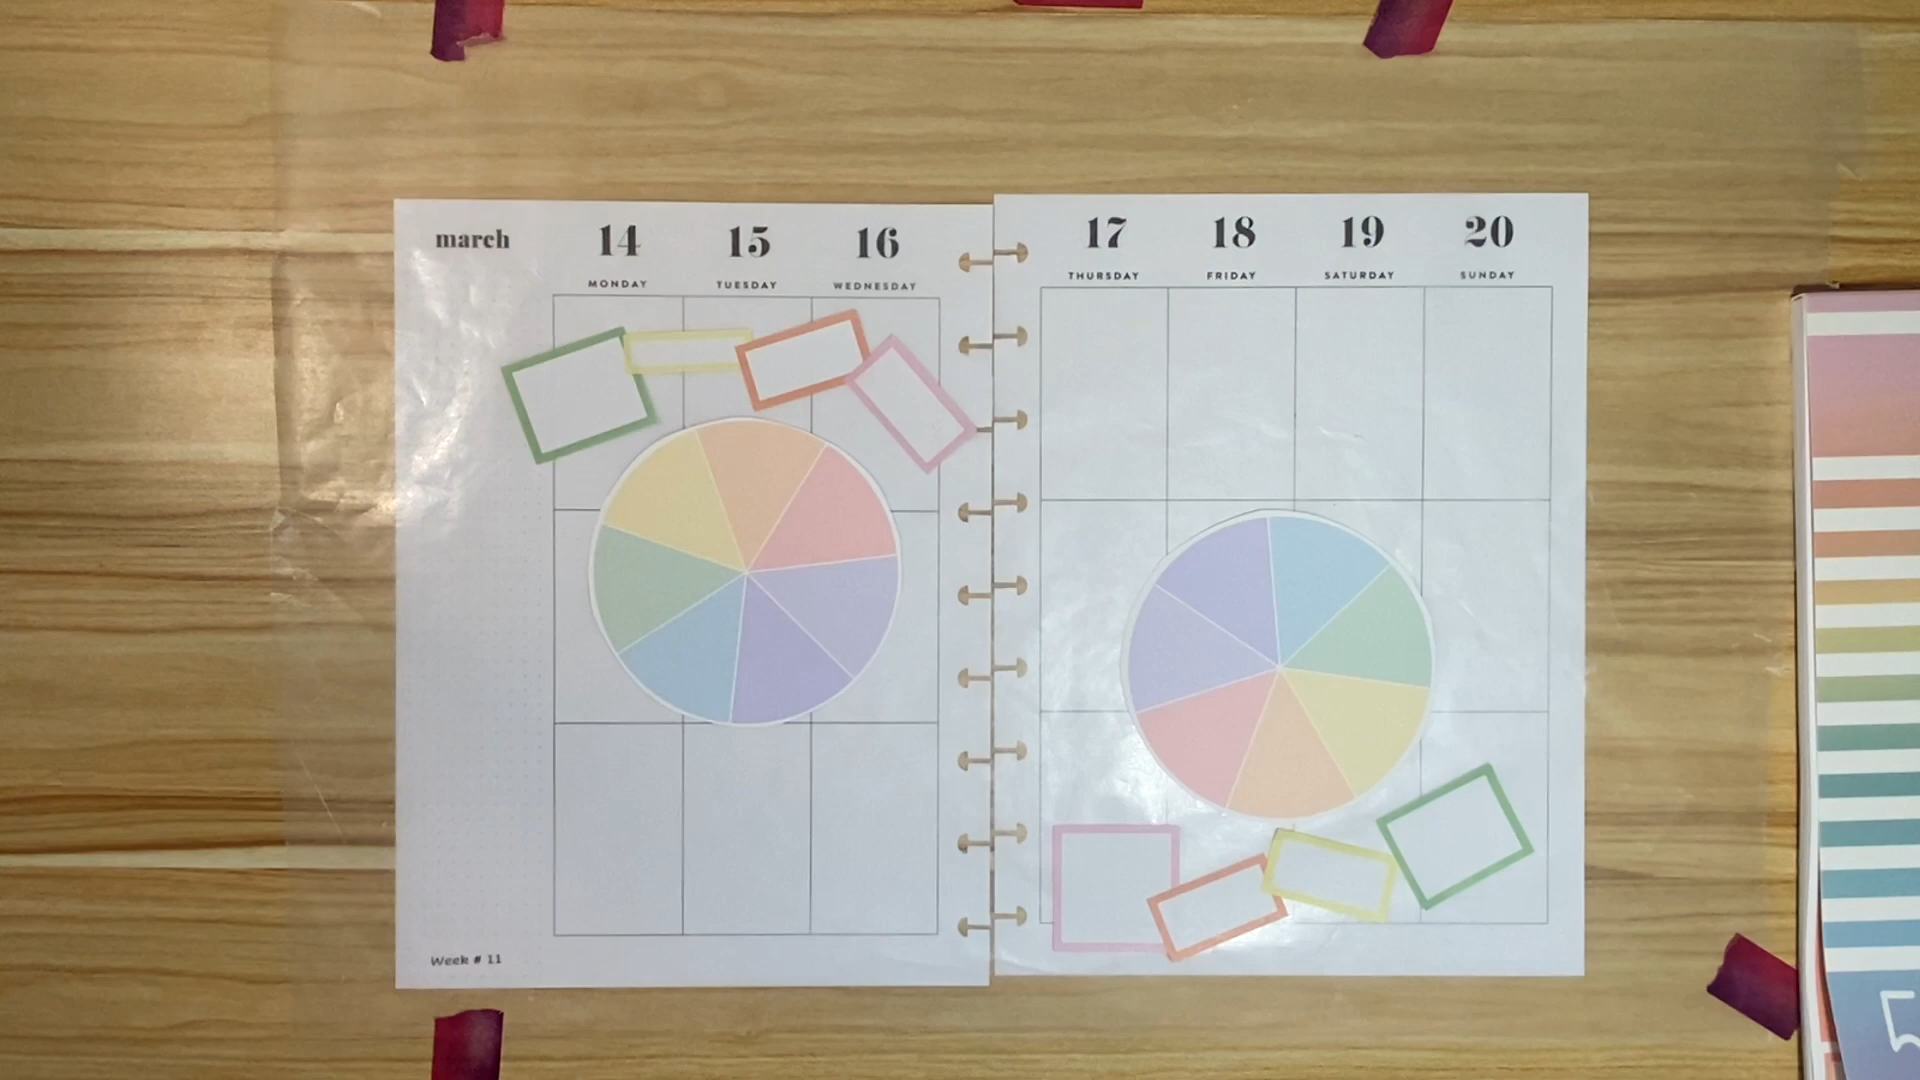 march
14 15 16
MONDAY TUESDAY WEDNESDAY
17 18 19 20
THURSDAY FRIDAY SATURDAY SUNDAY
Week # 11